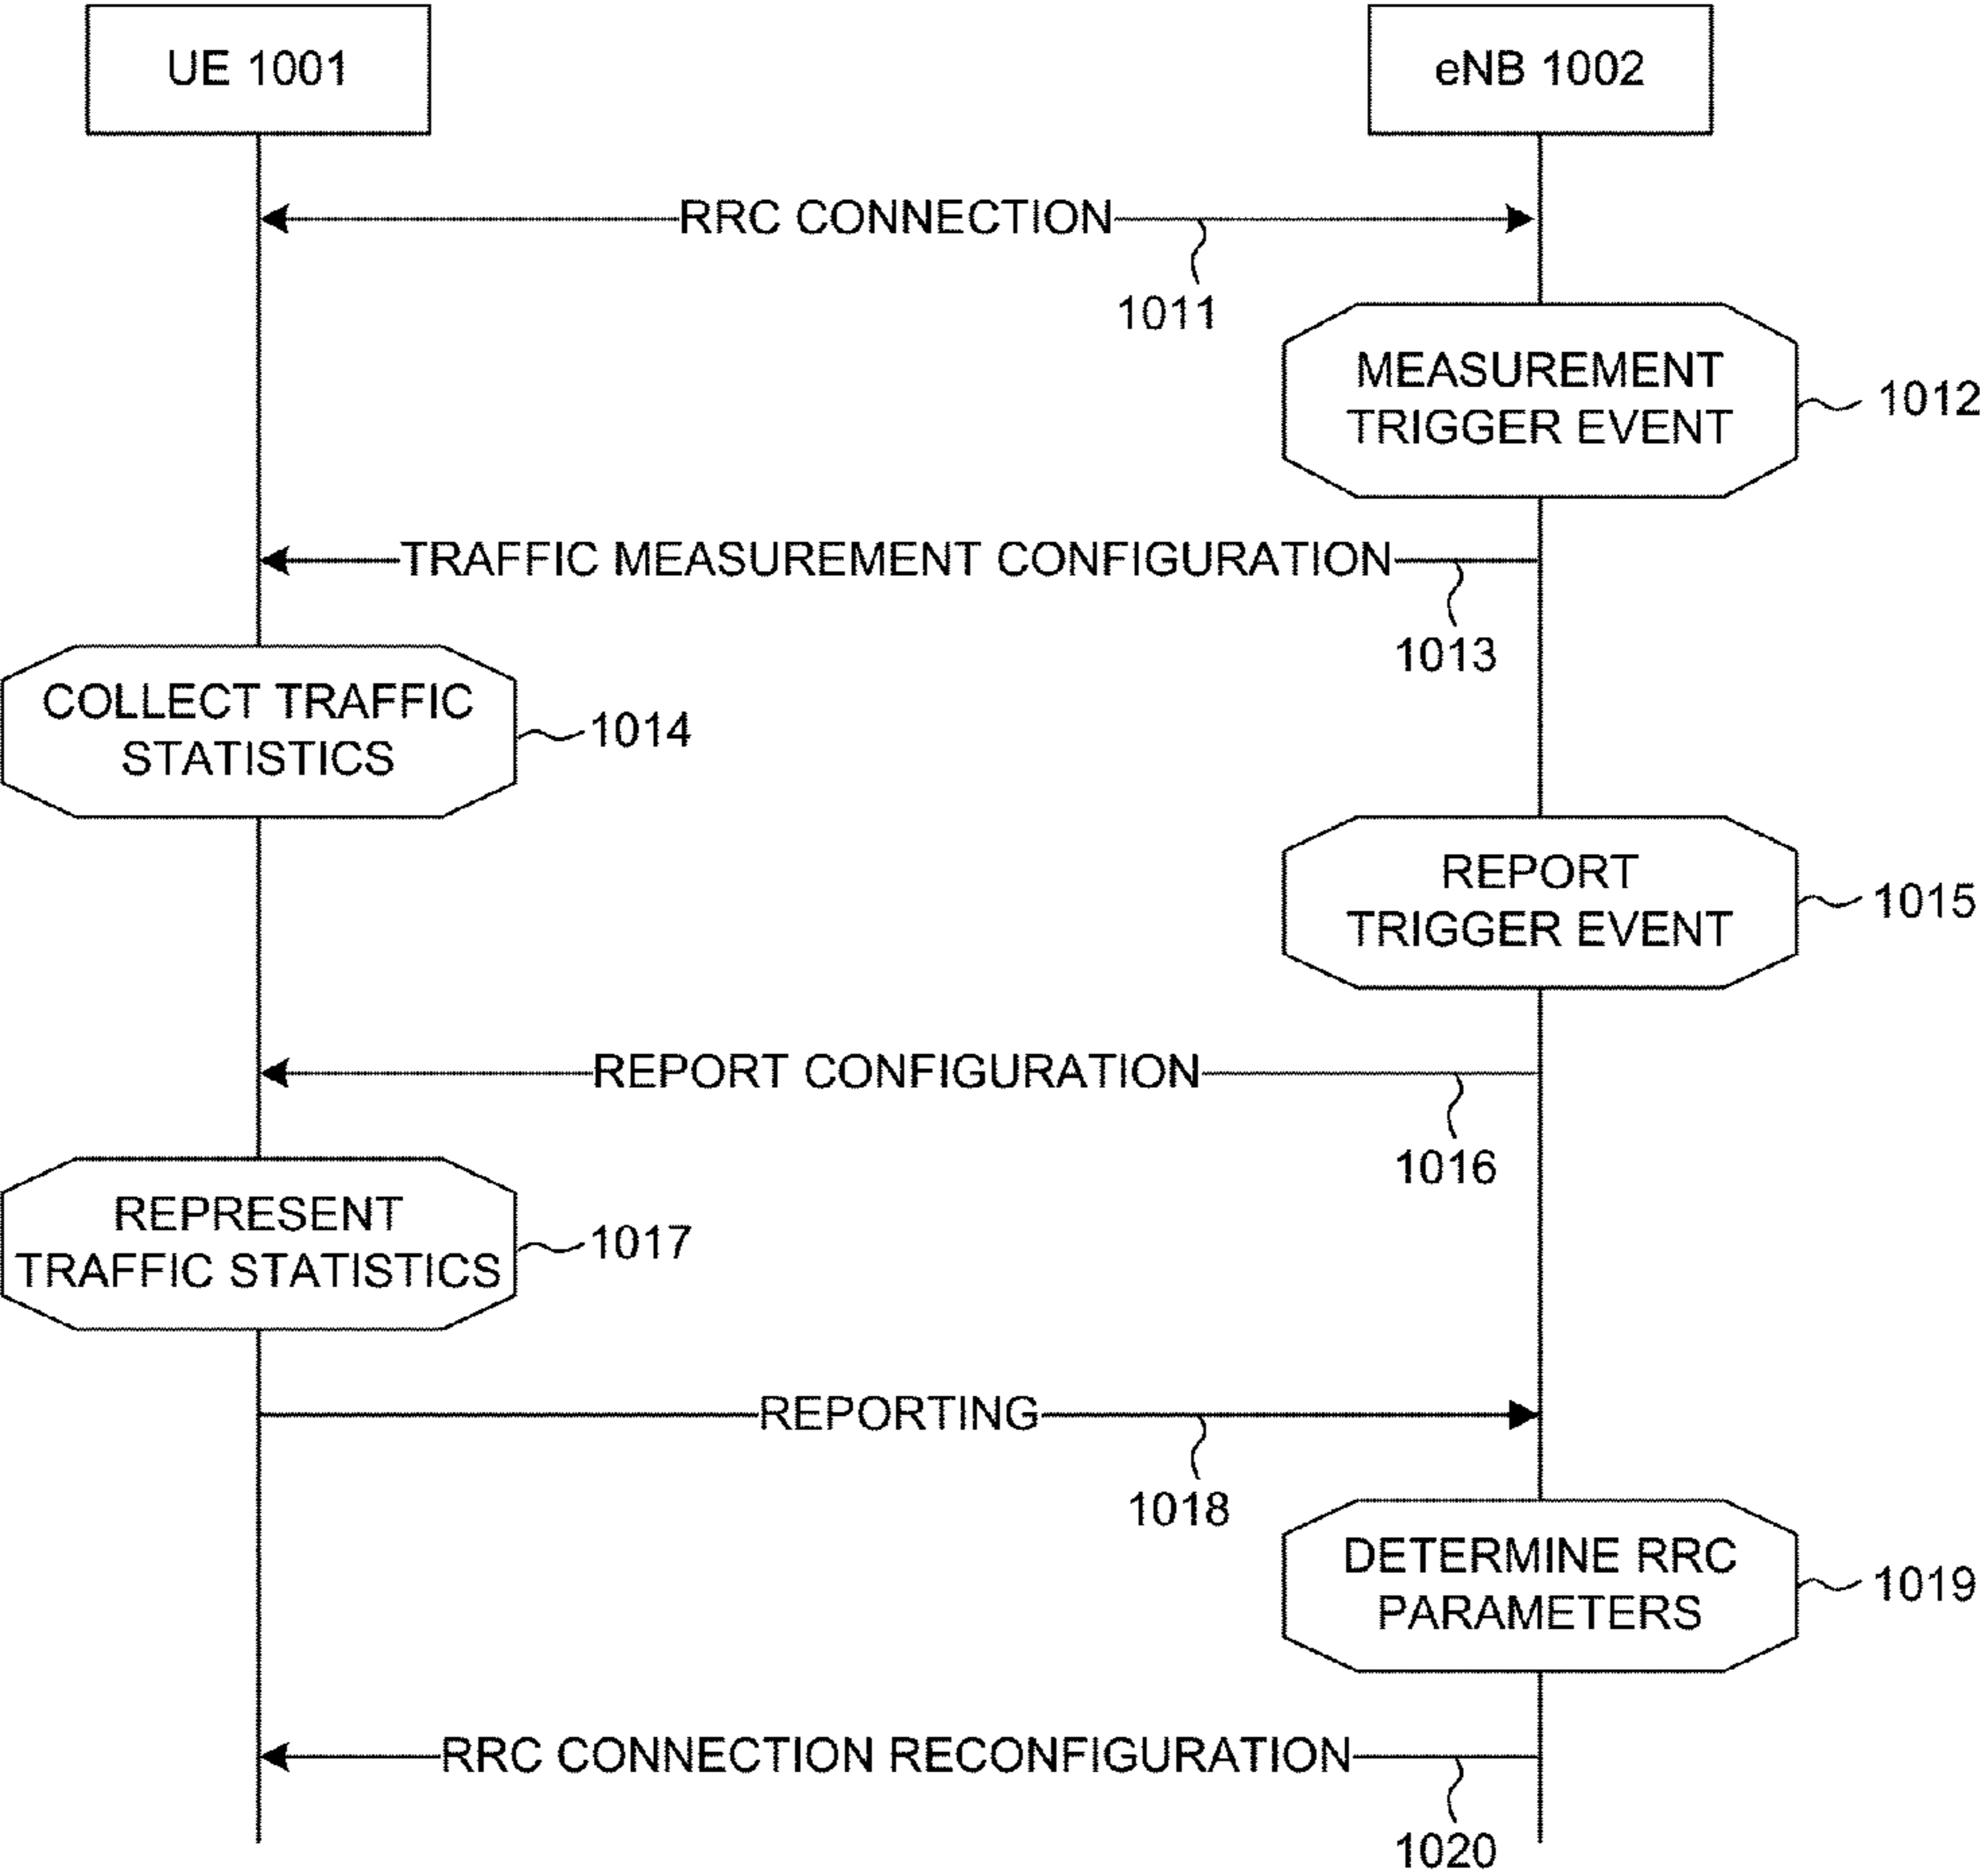 UE 1001
eNB 1002
RRC CONNECTION
1011
MEASUREMENT
TRIGGER EVENT
1012
TRAFFIC MEASUREMENT CONFIGURATION
1013
COLLECT TRAFFIC
STATISTICS
1014
REPORT
TRIGGER EVENT
1015
REPORT CONFIGURATION
1016
REPRESENT
TRAFFIC STATISTICS
1017
REPORTING
1018
DETERMINE RRC
PARAMETERS
1019
RRC CONNECTION RECONFIGURATION
1020